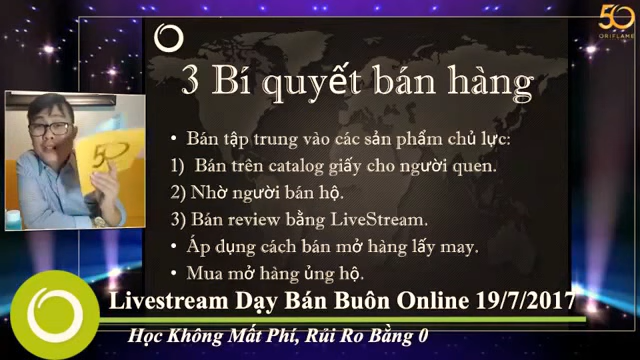 50
ORIFLAME
3 Bí quyết bán hàng
• Bán tập trung vào các sản phẩm chủ lực:
1) Bán trên catalog giấy cho người quen.
50
2) Nhờ người bán hộ.
3) Bán review bằng LiveStream.
• Áp dụng cách bán mở hàng lấy may.
• Mua mở hàng ủng hộ.
Livestream Dạy Bán Buôn Online 19/7/2017
Học Không Mất Phí, Rủi Ro Bằng 0